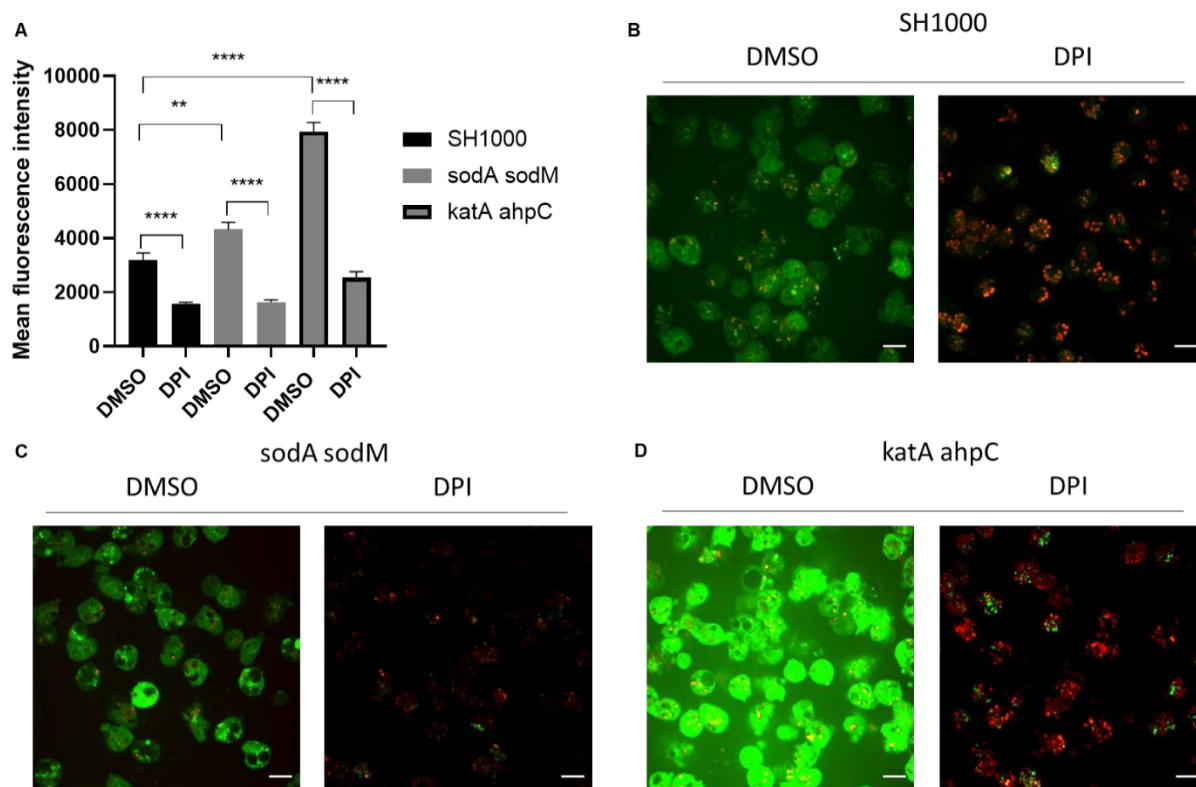 A
Mean fluorescence intensity
10000
8000
6000
4000
2000
0
****
**
****
****
****
DMSO
DPI
DMSO
DPI
DMSO
DPI
SH1000
sodA sodM
katA ahpC
B
SH1000
DMSO DPI
C
sodA sodM
DMSO DPI
D
katA ahpC
DMSO DPI